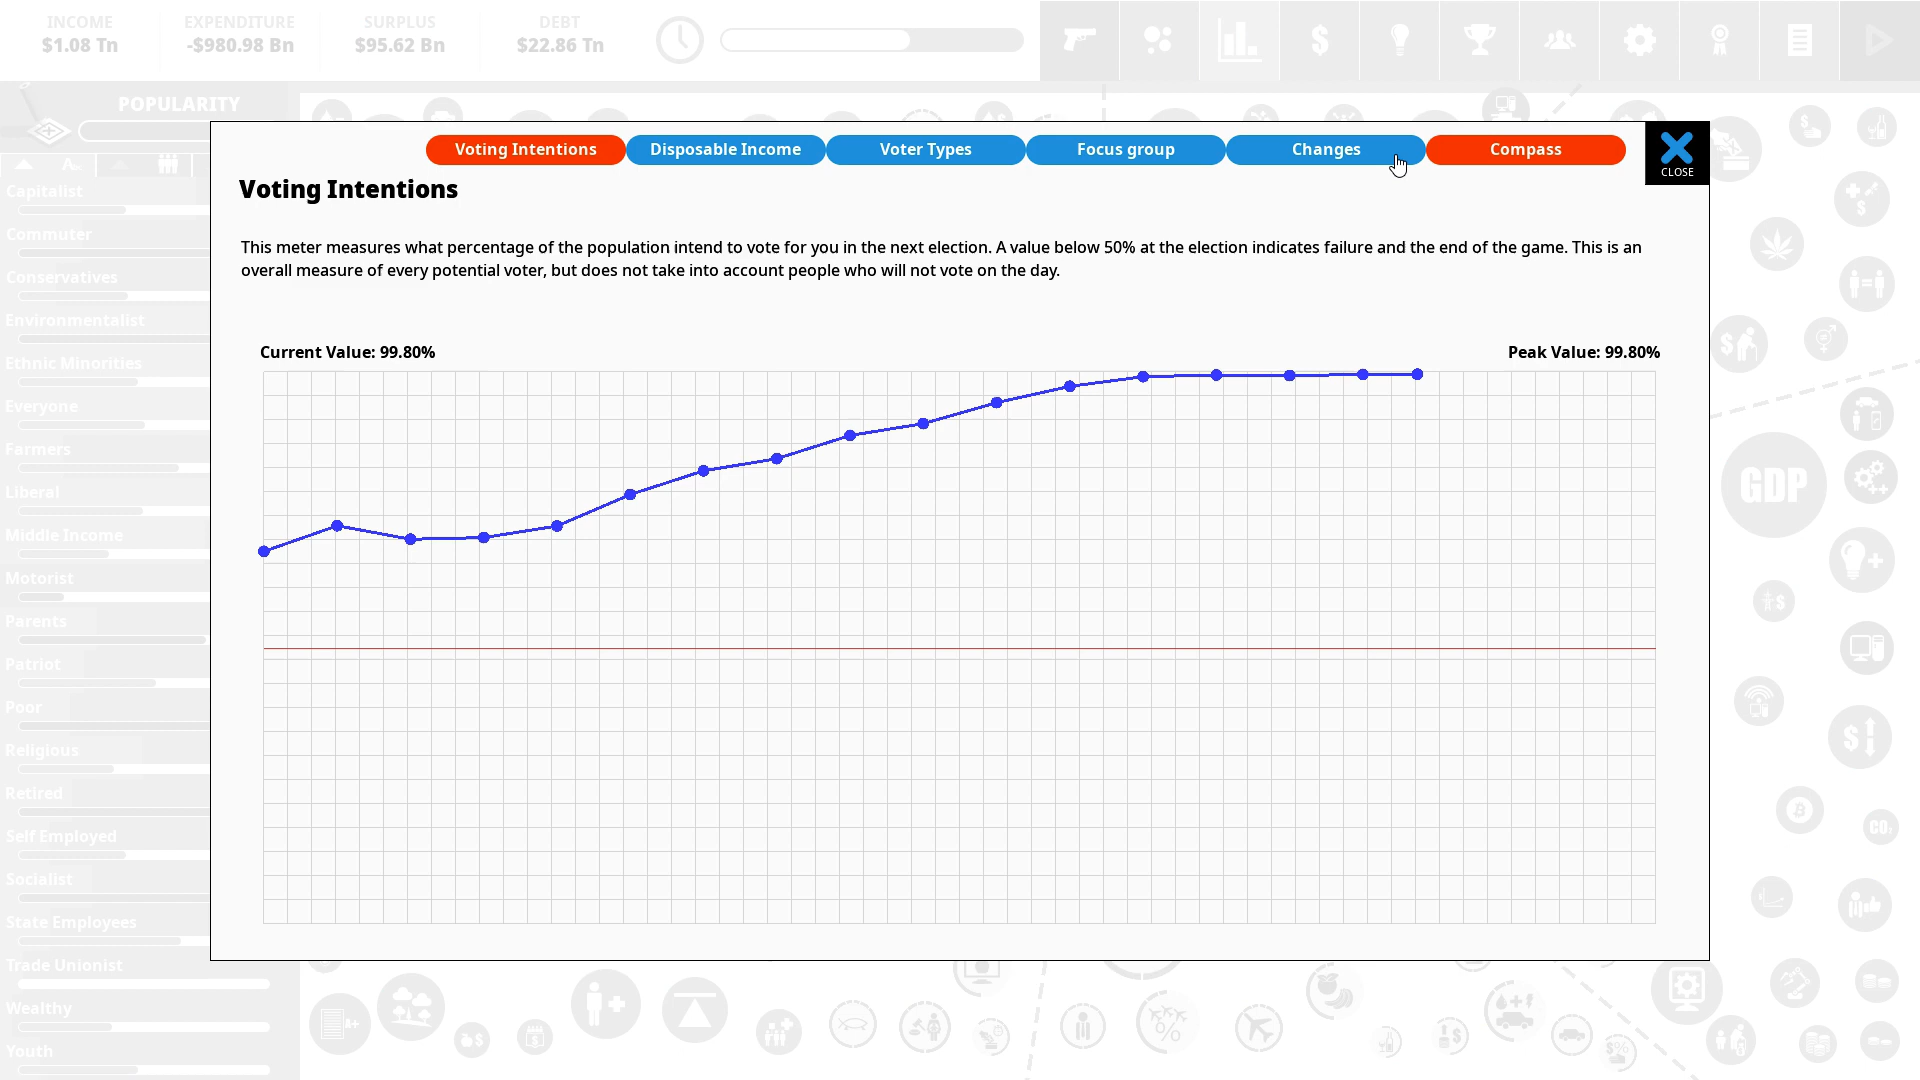 INCOME
$1.08 Tn
EXPENDITURE
-$980.98 Bn
SURPLUS
$95.62 Bn
DEBT
$22.86 Tn
POPULARITY
Capitalist
Commuter
Conservatives
Environmentalist
Ethnic Minorities
Everyone
Farmers
Liberal
Middle Income
Motorist
Parents
Patriot
Poor
Religious
Retired
Self Employed
Socialist
State Employees
Trade Unionist
Wealthy
Youth
Voting Intentions
Disposable Income
Voter Types
Focus group
Changes
Compass
CLOSE
Voting Intentions
This meter measures what percentage of the population intend to vote for you in the next election. A value below 50% at the election indicates failure and the end of the game. This is an
overall measure of every potential voter, but does not take into account people who will not vote on the day.
Current Value: 99.80%
Peak Value: 99.80%
GDP
CO₂